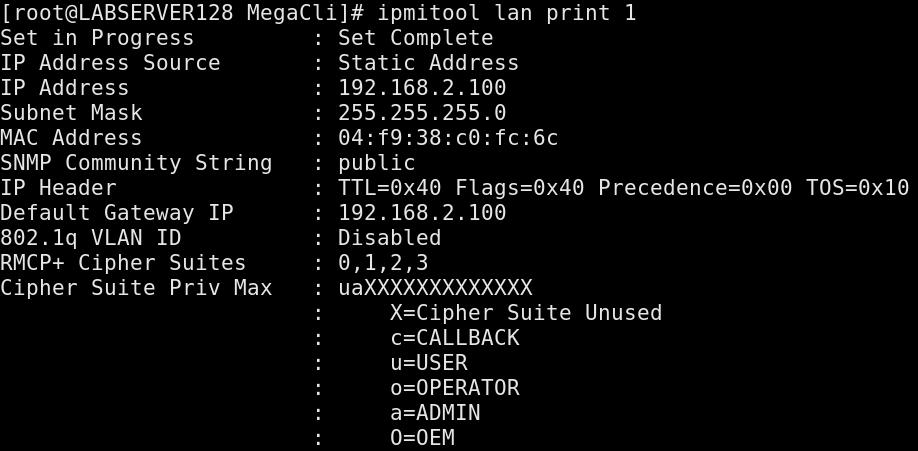 [root@LABSERVER128 MegaCli]# ipmitool lan print 1
Set in Progress         : Set Complete
IP Address Source       : Static Address
IP Address              : 192.168.2.100
Subnet Mask             : 255.255.255.0
MAC Address             : 04:f9:38:c0:fc:6c
SNMP Community String   : public
IP Header               : TTL=0x40 Flags=0x40 Precedence=0x00 TOS=0x10
Default Gateway IP      : 192.168.2.100
802.1q VLAN ID          : Disabled
RMCP+ Cipher Suites     : 0,1,2,3
Cipher Suite Priv Max   : uaXXXXXXXXXXXXX
                        :     X=Cipher Suite Unused
                        :     c=CALLBACK
                        :     u=USER
                        :     o=OPERATOR
                        :     a=ADMIN
                        :     O=OEM